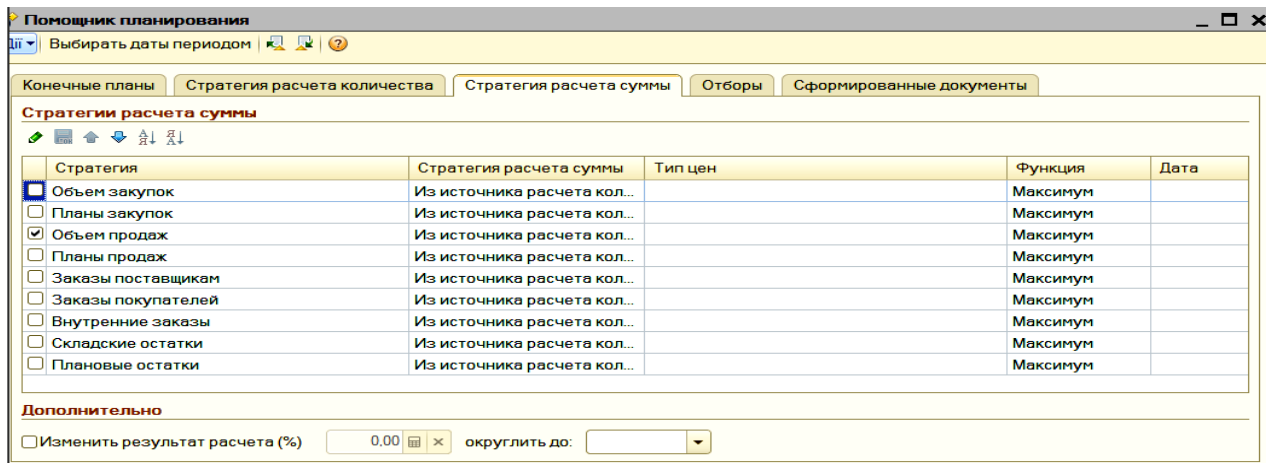 Помощник планирования
ії Выбирать даты периодом
Конечные планы Стратегия расчета количества Стратегия расчета суммы Отборы Сформированные документы
Стратегии расчета суммы
Стратегия Стратегия расчета суммы Тип цен Функция Дата
Объем закупок Из источника расчета кол... Максимум
Планы закупок Из источника расчета кол... Максимум
Объем продаж Из источника расчета кол... Максимум
Планы продаж Из источника расчета кол... Максимум
Заказы поставщикам Из источника расчета кол... Максимум
Заказы покупателей Из источника расчета кол... Максимум
Внутренние заказы Из источника расчета кол... Максимум
Складские остатки Из источника расчета кол... Максимум
Плановые остатки Из источника расчета кол... Максимум
Дополнительно
Изменить результат расчета (%) 0,00 округлить до: